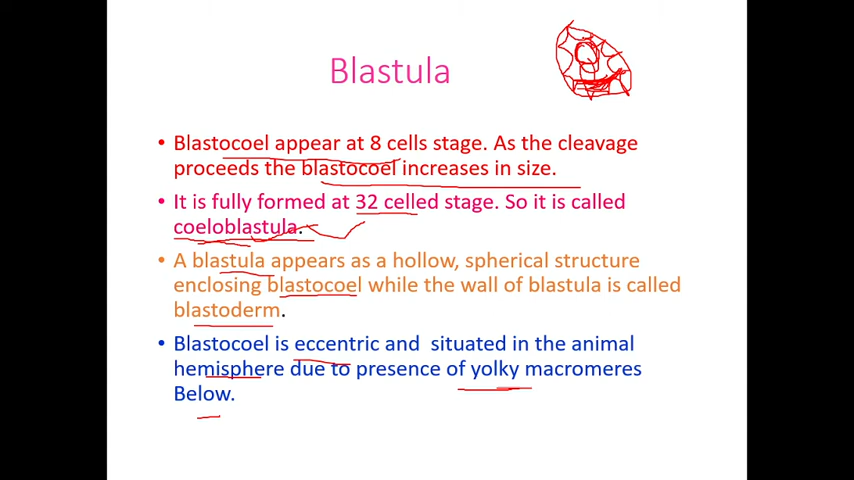 Blastula
• Blastocoel appear at 8 cells stage. As the cleavage
proceeds the blastocoel increases in size.
• It is fully formed at 32 celled stage. So it is called
coeloblastula.
• A blastula appears as a hollow, spherical structure
enclosing blastocoel while the wall of blastula is called
blastoderm.
• Blastocoel is eccentric and situated in the animal
hemisphere due to presence of yolky macromeres
Below.